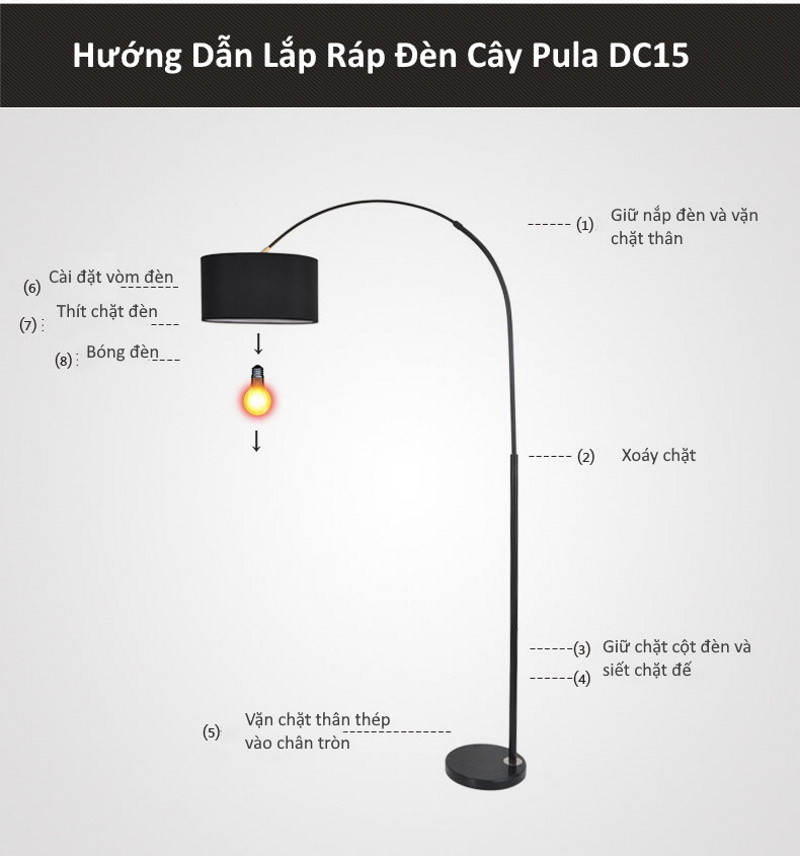 Hướng Dẫn Lắp Ráp Đèn Cây Pula DC15
(1) Giữ nắp đèn và vặn
chặt thân
(6) Cài đặt vòm đèn
(7) Thít chặt đèn
(8) Bóng đèn
(2) Xoáy chặt
(3) Giữ chặt cột đèn và
(4) siết chặt đế
(5) Vặn chặt thân thép
vào chân tròn